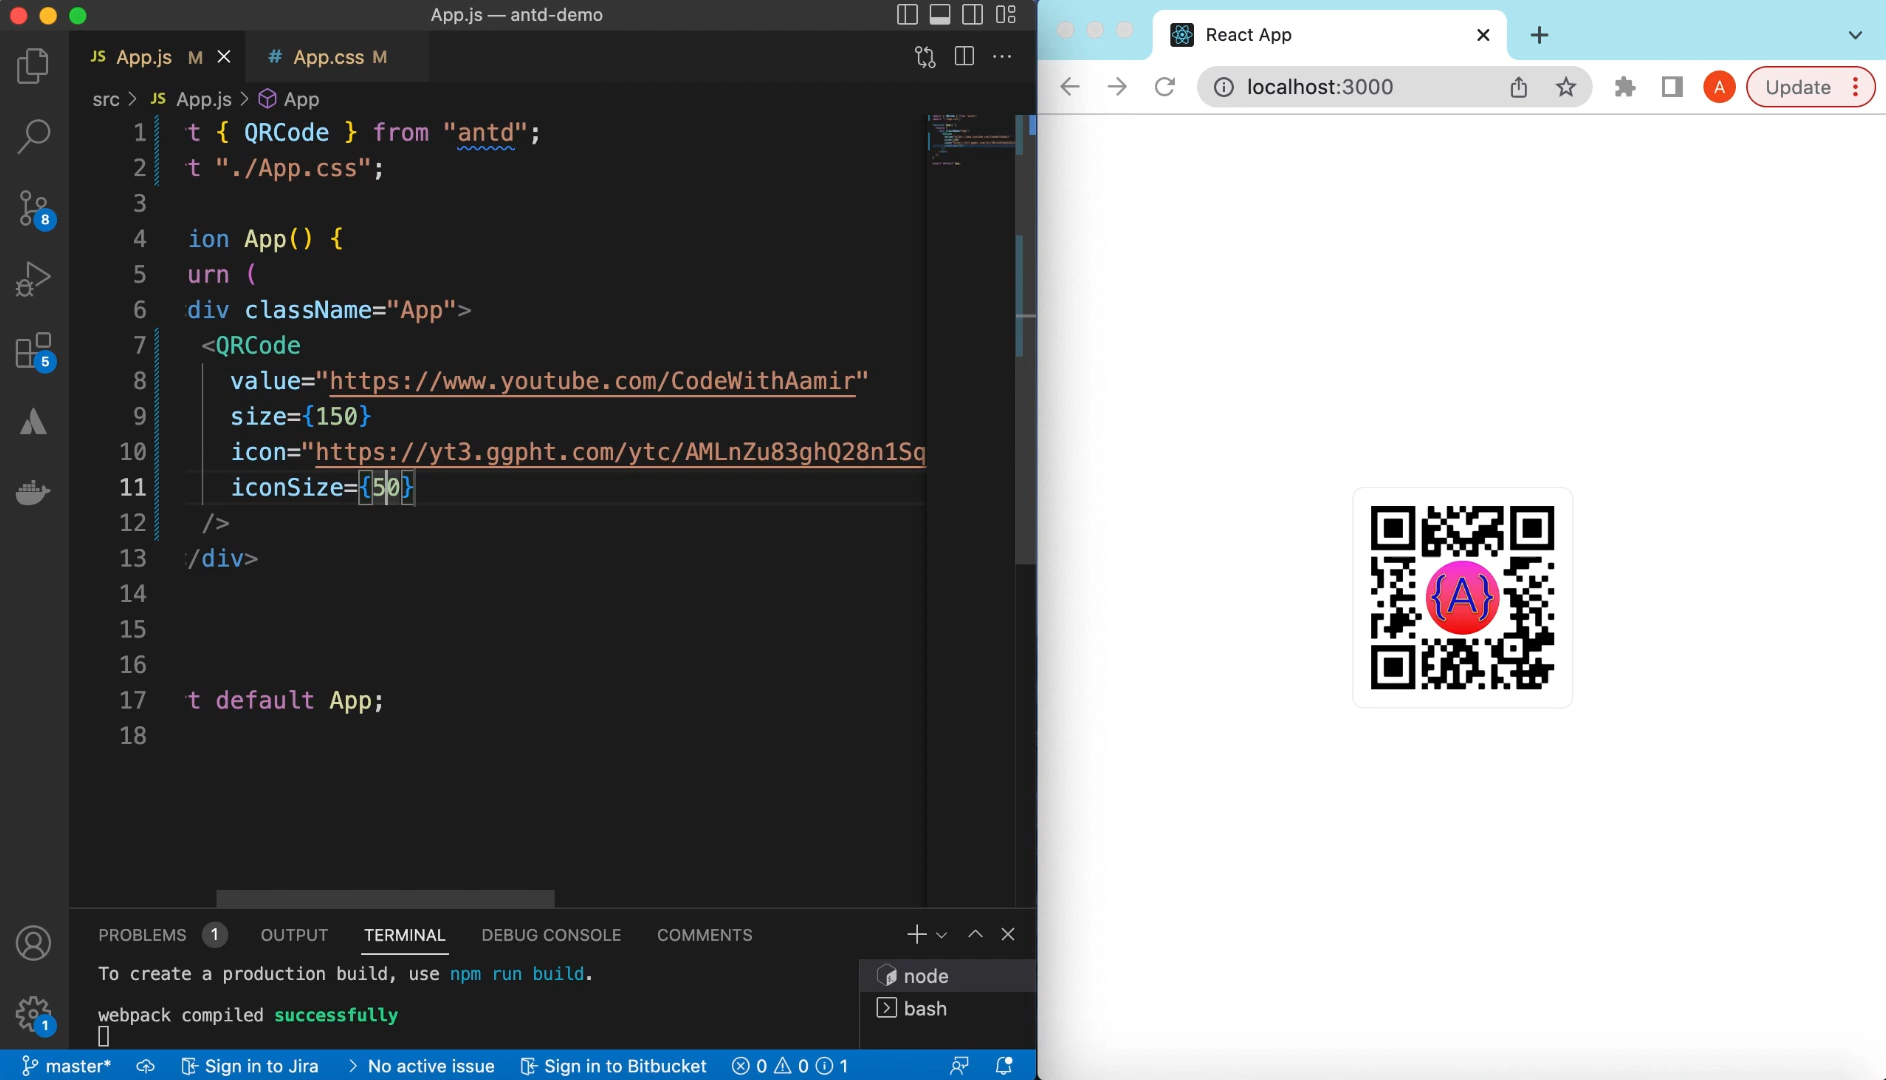 App.js — antd-demo
JS App.js M
# App.css M
src > JS App.js > App
1 t { QRCode } from "antd";
2 t "./App.css";
3
4 ion App() {
5 urn (
6 div className="App">
7 <QRCode
8 value="https://www.youtube.com/CodeWithAamir"
9 size={150}
10 icon="https://yt3.ggpht.com/ytc/AMLnZu83ghQ28n1Sq
11 iconSize={50}
12 />
13 /div>
14
15
16
17 t default App;
18
8
5
1
PROBLEMS 1 OUTPUT TERMINAL DEBUG CONSOLE COMMENTS
To create a production build, use npm run build.
webpack compiled successfully
node
bash
master* Sign in to Jira > No active issue Sign in to Bitbucket 0 0 1
React App
localhost:3000
A
Update
{A}